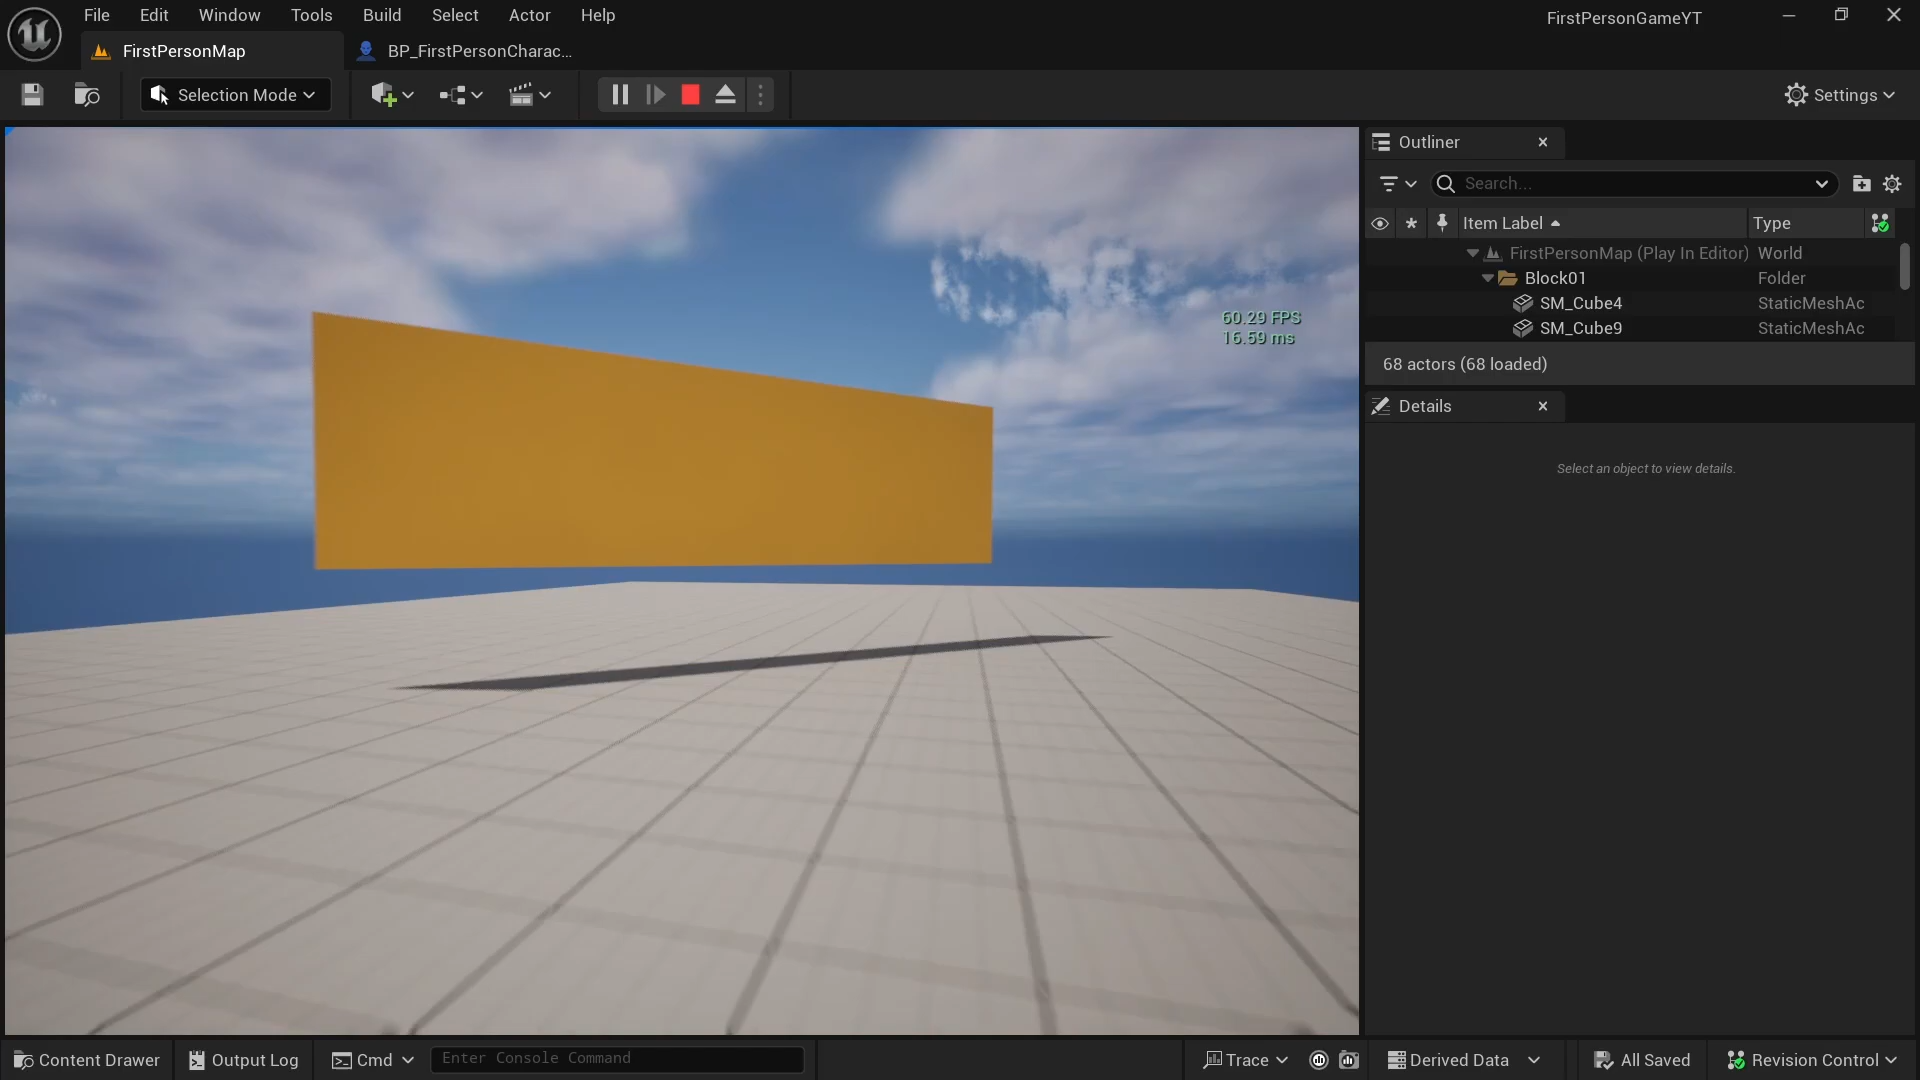 File Edit Window Tools Build Select Actor Help
FirstPersonGameYT
FirstPersonMap
BP_FirstPersonCharac...
Selection Mode
Settings
Outliner
Search...
Item Label Type
FirstPersonMap (Play In Editor) World
Block01 Folder
SM_Cube4 StaticMeshAc
SM_Cube9 StaticMeshAc
68 actors (68 loaded)
60.29 FPS
16.59 ms
Details
Select an object to view details.
Content Drawer
Output Log
Cmd
Enter Console Command
Trace
Derived Data
All Saved
Revision Control